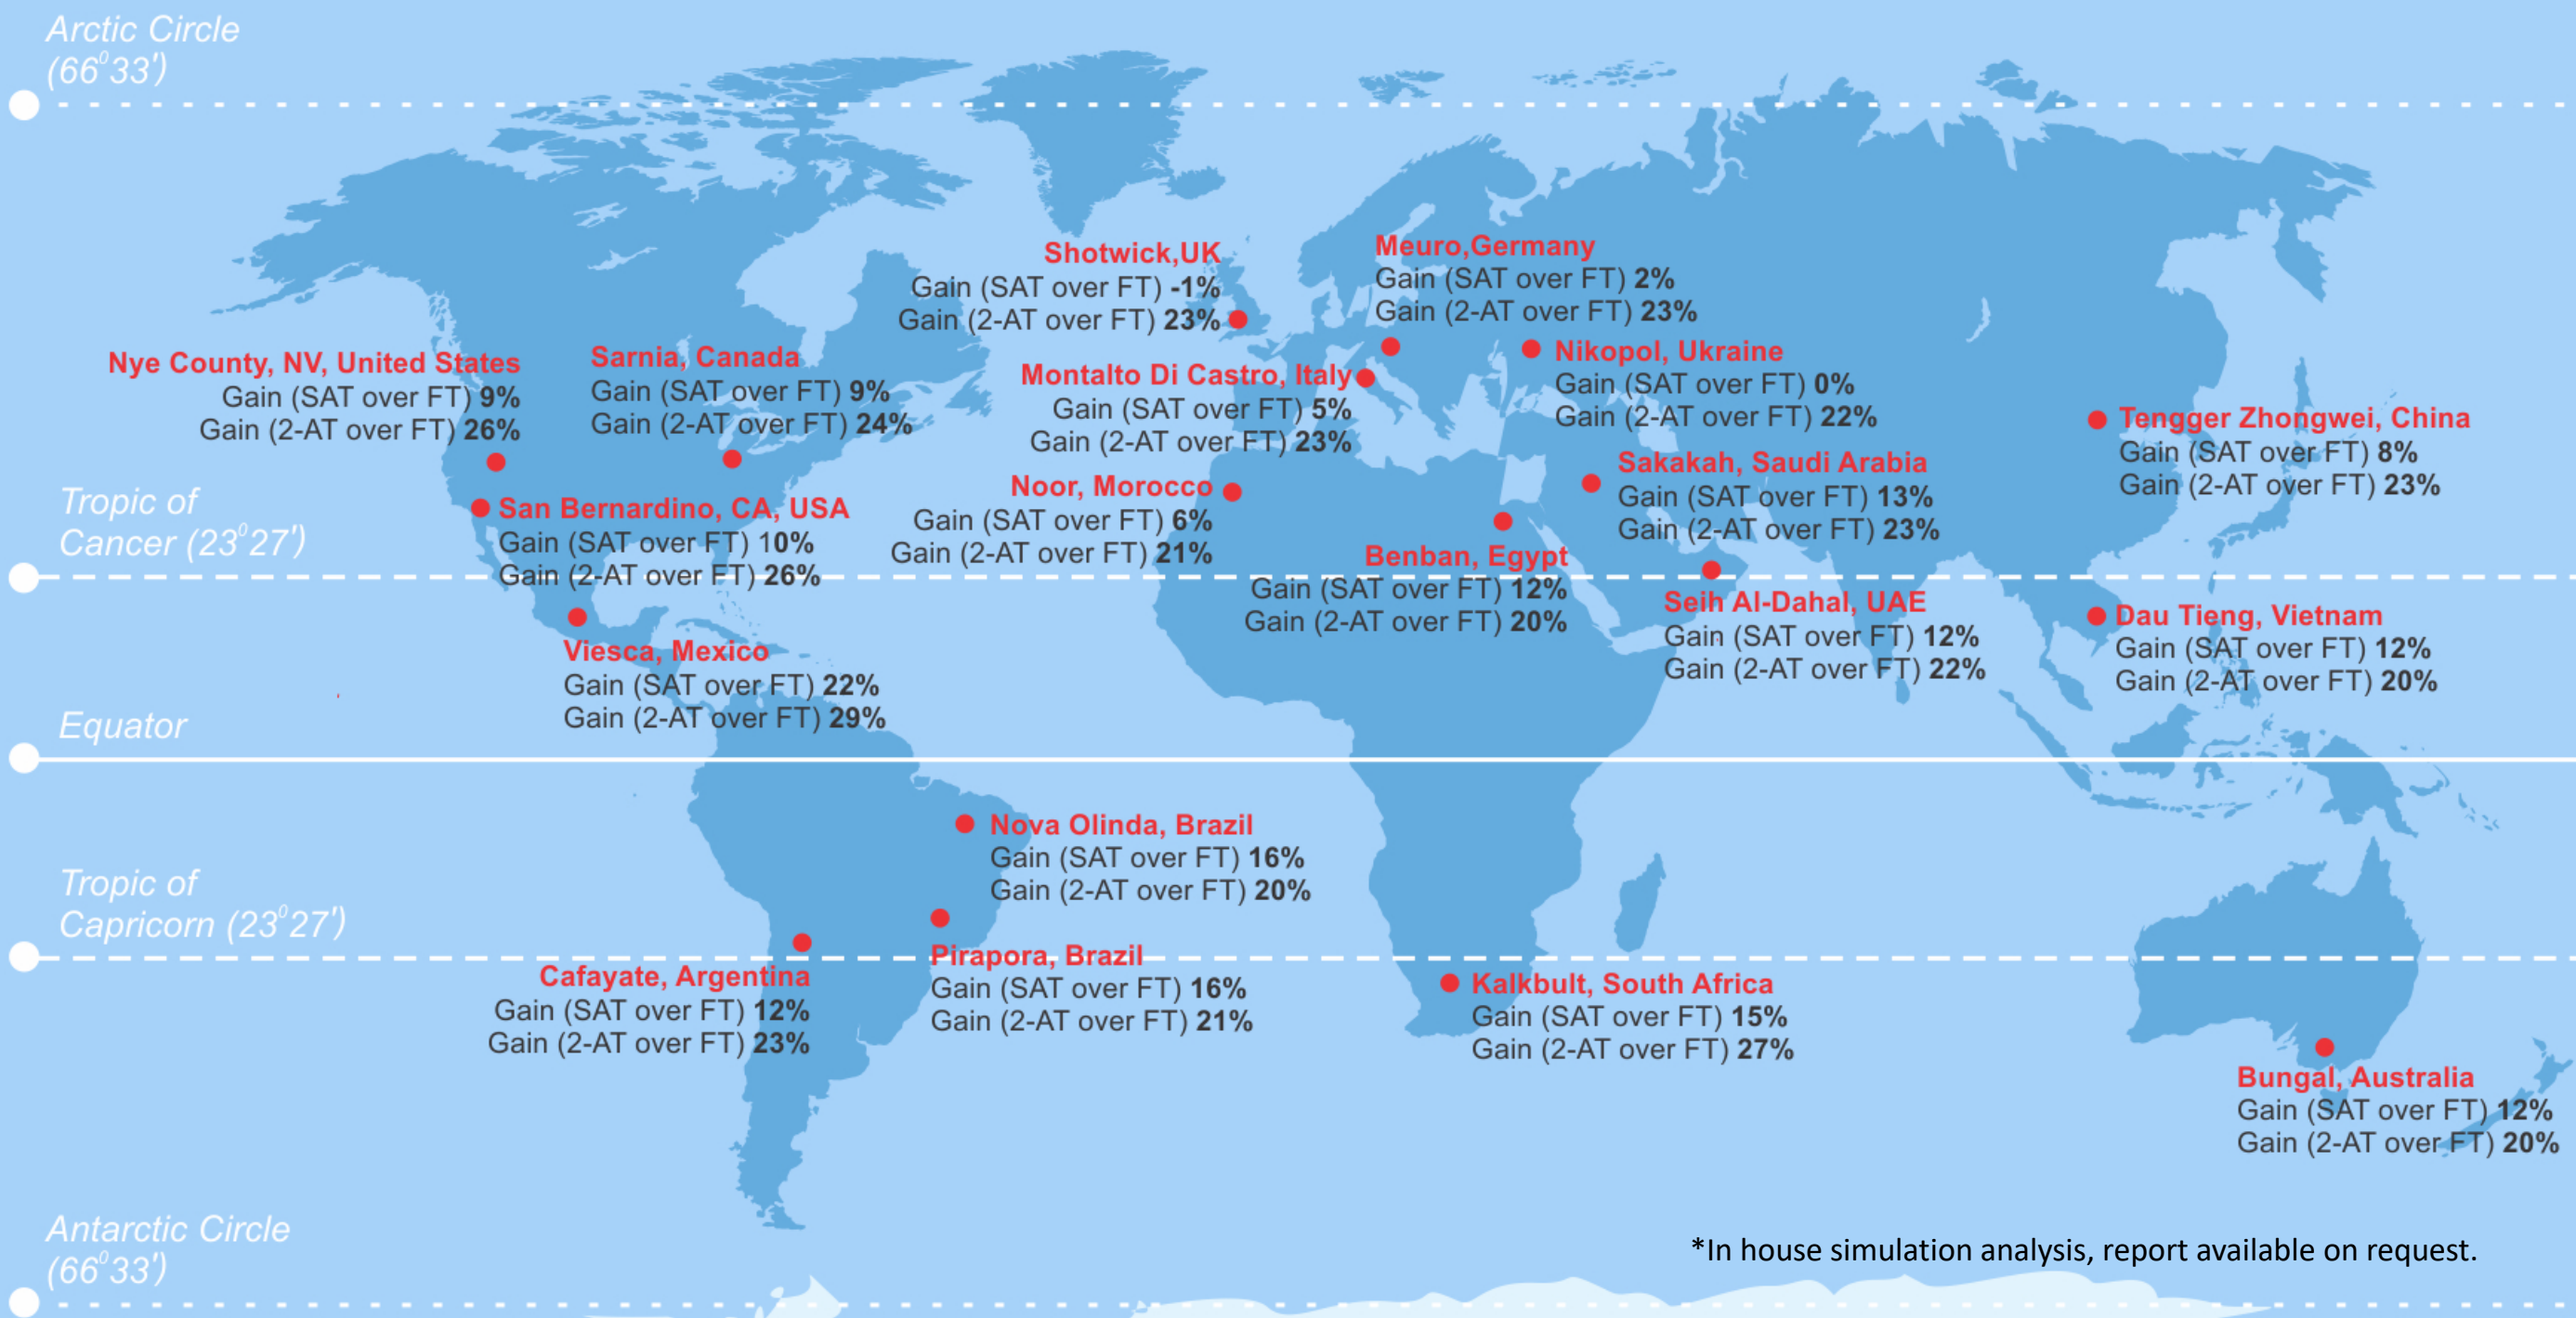 Arctic Circle
(66⁰33')
Shotwick,UK
Gain (SAT over FT) -1%
Gain (2-AT over FT) 23%
Meuro,Germany
Gain (SAT over FT) 2%
Gain (2-AT over FT) 23%
Nye County, NV, United States
Gain (SAT over FT) 9%
Gain (2-AT over FT) 26%
Sarnia, Canada
Gain (SAT over FT) 9%
Gain (2-AT over FT) 24%
Montalto Di Castro, Italy
Gain (SAT over FT) 5%
Gain (2-AT over FT) 23%
Nikopol, Ukraine
Gain (SAT over FT) 0%
Gain (2-AT over FT) 22%
Tengger Zhongwei, China
Gain (SAT over FT) 8%
Gain (2-AT over FT) 23%
Tropic of
Cancer (23⁰27')
San Bernardino, CA, USA
Gain (SAT over FT) 10%
Gain (2-AT over FT) 26%
Noor, Morocco
Gain (SAT over FT) 6%
Gain (2-AT over FT) 21%
Sakakah, Saudi Arabia
Gain (SAT over FT) 13%
Gain (2-AT over FT) 23%
Benban, Egypt
Gain (SAT over FT) 12%
Gain (2-AT over FT) 20%
Seih Al-Dahal, UAE
Gain (SAT over FT) 12%
Gain (2-AT over FT) 22%
Dau Tieng, Vietnam
Gain (SAT over FT) 12%
Gain (2-AT over FT) 20%
Viesca, Mexico
Gain (SAT over FT) 22%
Gain (2-AT over FT) 29%
Equator
Nova Olinda, Brazil
Gain (SAT over FT) 16%
Gain (2-AT over FT) 20%
Tropic of
Capricorn (23⁰27')
Cafayate, Argentina
Gain (SAT over FT) 12%
Gain (2-AT over FT) 23%
Pirapora, Brazil
Gain (SAT over FT) 16%
Gain (2-AT over FT) 21%
Kalkbult, South Africa
Gain (SAT over FT) 15%
Gain (2-AT over FT) 27%
Bungal, Australia
Gain (SAT over FT) 12%
Gain (2-AT over FT) 20%
Antarctic Circle
(66⁰33')
*In house simulation analysis, report available on request.